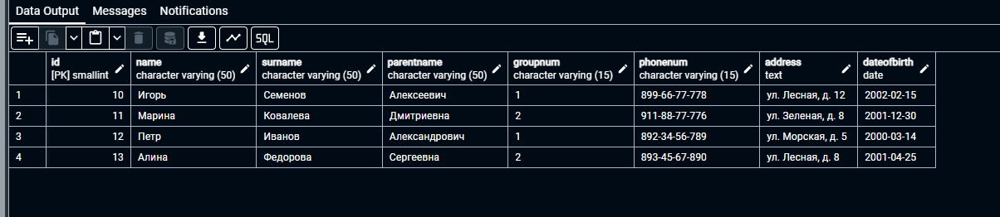 Data Output Messages Notifications
SQL
id name surname parentname groupnum phonenum address dateofbirth
[PK] smallint character varying (50) character varying (50) character varying (50) character varying (15) character varying (15) text date
1 10 Игорь Семенов Алексеевич 1 899-66-77-778 ул. Лесная, д. 12 2002-02-15
2 11 Марина Ковалева Дмитриевна 2 911-88-77-776 ул. Зеленая, д. 8 2001-12-30
3 12 Петр Иванов Александрович 1 892-34-56-789 ул. Морская, д. 5 2000-03-14
4 13 Алина Федорова Сергеевна 2 893-45-67-890 ул. Лесная, д. 8 2001-04-25